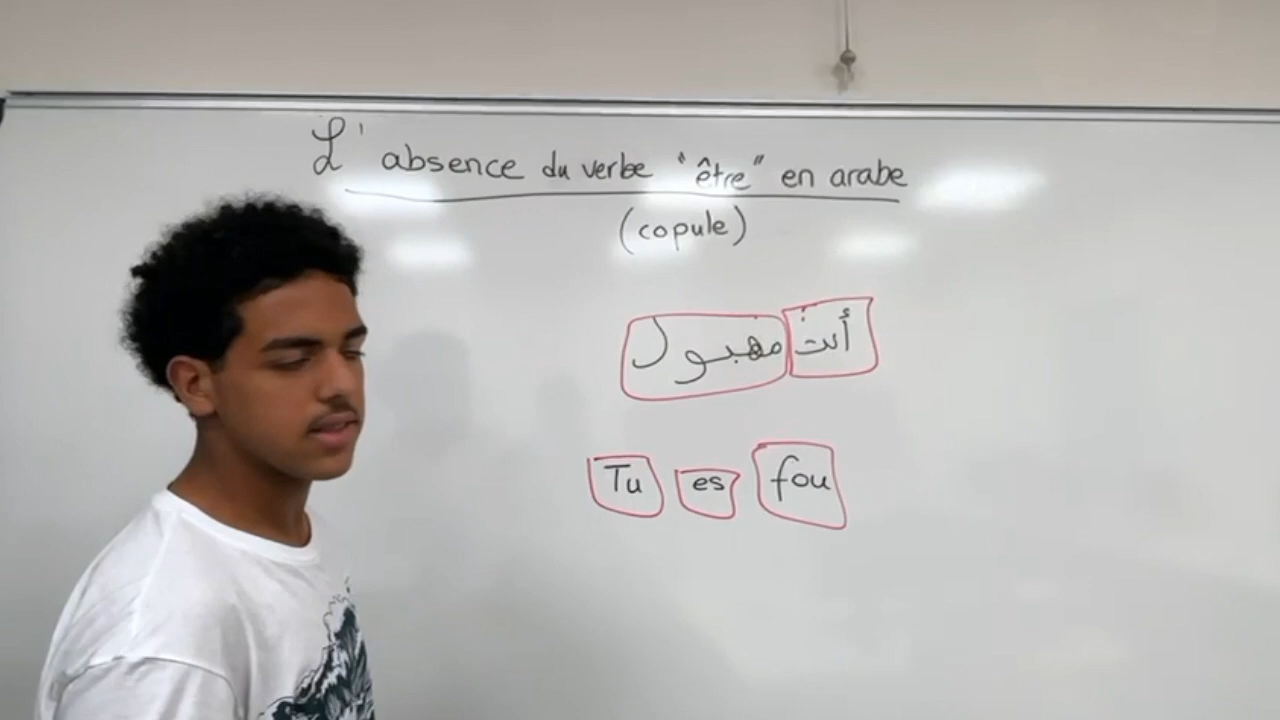 L'absence du verbe "être" en arabe
(copule)
أنت مهبول
Tu es fou